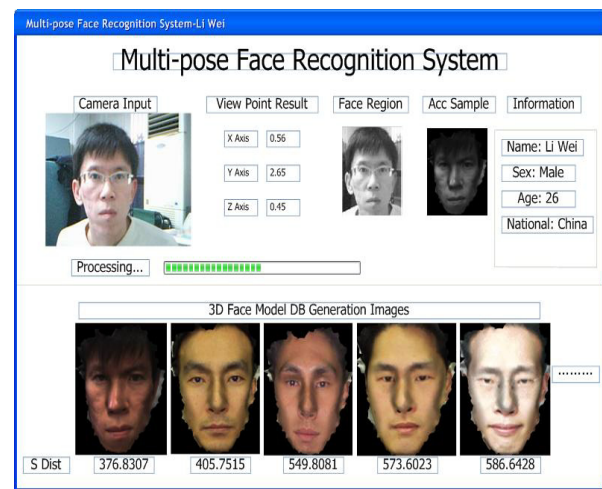 Multi-pose Face Recognition System-Li Wei
Multi-pose Face Recognition System
Camera Input View Point Result Face Region Acc Sample Information
X Axis 0.56
Y Axis 2.65
Z Axis 0.45
Name: Li Wei
Sex: Male
Age: 26
National: China
Processing...
3D Face Model DB Generation Images
.........
S Dist 376.8307 405.7515 549.8081 573.6023 586.6428